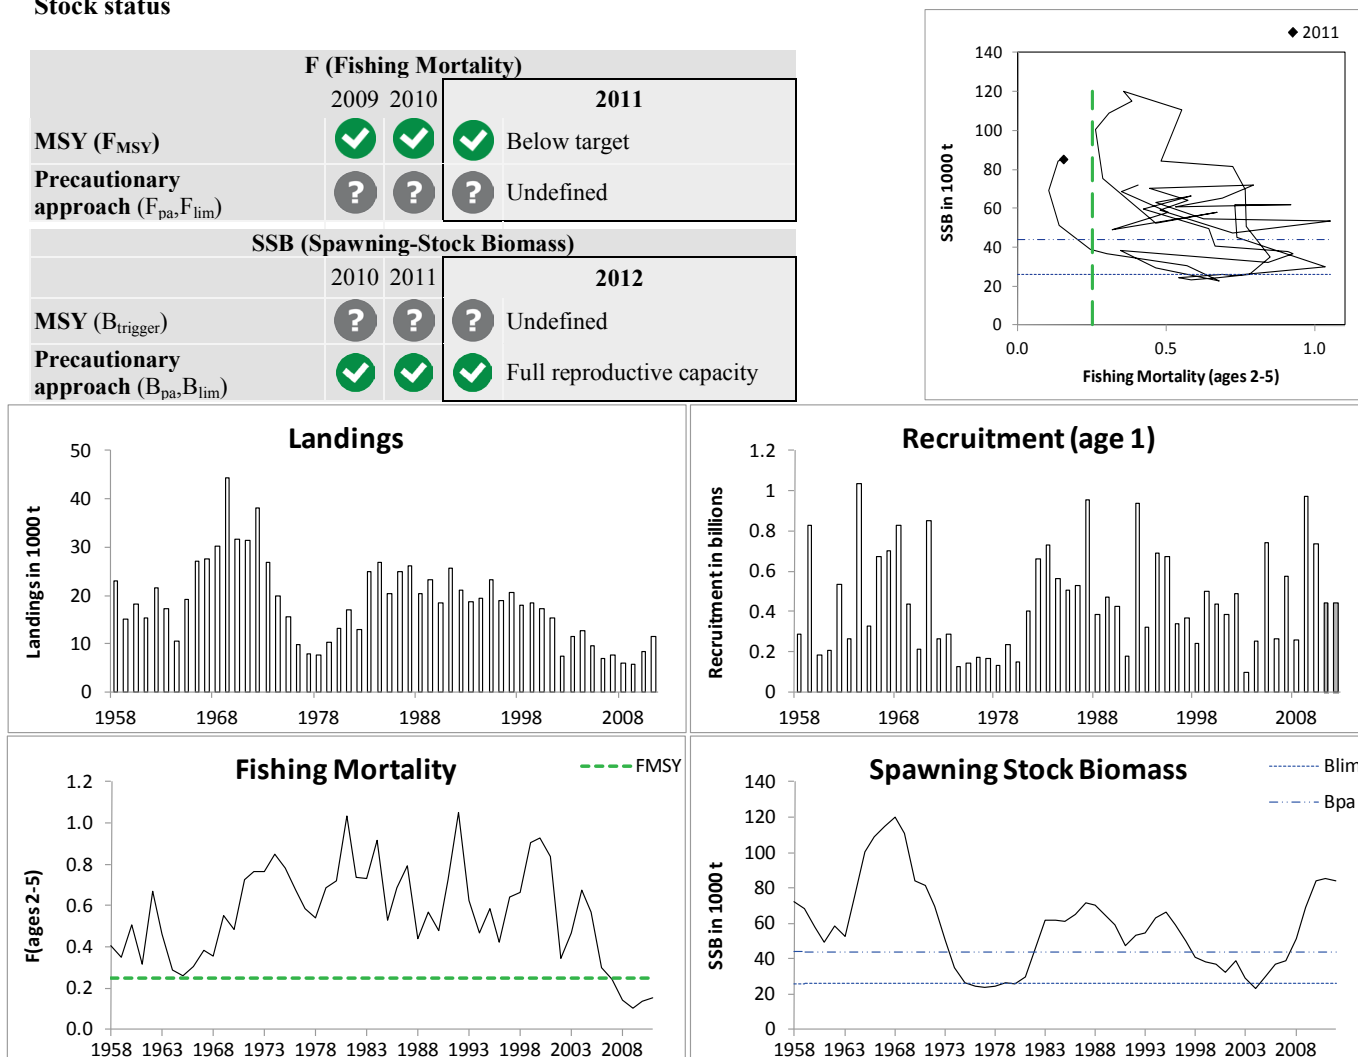 Stock status
F (Fishing Mortality)
2009 2010 2011
MSY (FMSY) Below target
Precautionary
approach (Fpa,Flim) Undefined
SSB (Spawning-Stock Biomass)
2010 2011 2012
MSY (Btrigger) Undefined
Precautionary
approach (Bpa,Blim) Full reproductive capacity
2011
140
120
100
80
60
40
20
0
SSB in 1000 t
0.0 0.5 1.0
Fishing Mortality (ages 2-5)
Landings
50
40
30
20
10
0
Landings in 1000 t
1958 1968 1978 1988 1998 2008
Recruitment (age 1)
1.2
1
0.8
0.6
0.4
0.2
0
Recruitment in billions
1958 1968 1978 1988 1998 2008
Fishing Mortality
FMSY
1.2
1.0
0.8
0.6
0.4
0.2
0.0
F(ages 2-5)
1958 1963 1968 1973 1978 1983 1988 1993 1998 2003 2008
Spawning Stock Biomass
Blim
Bpa
140
120
100
80
60
40
20
0
SSB in 1000 t
1958 1963 1968 1973 1978 1983 1988 1993 1998 2003 2008